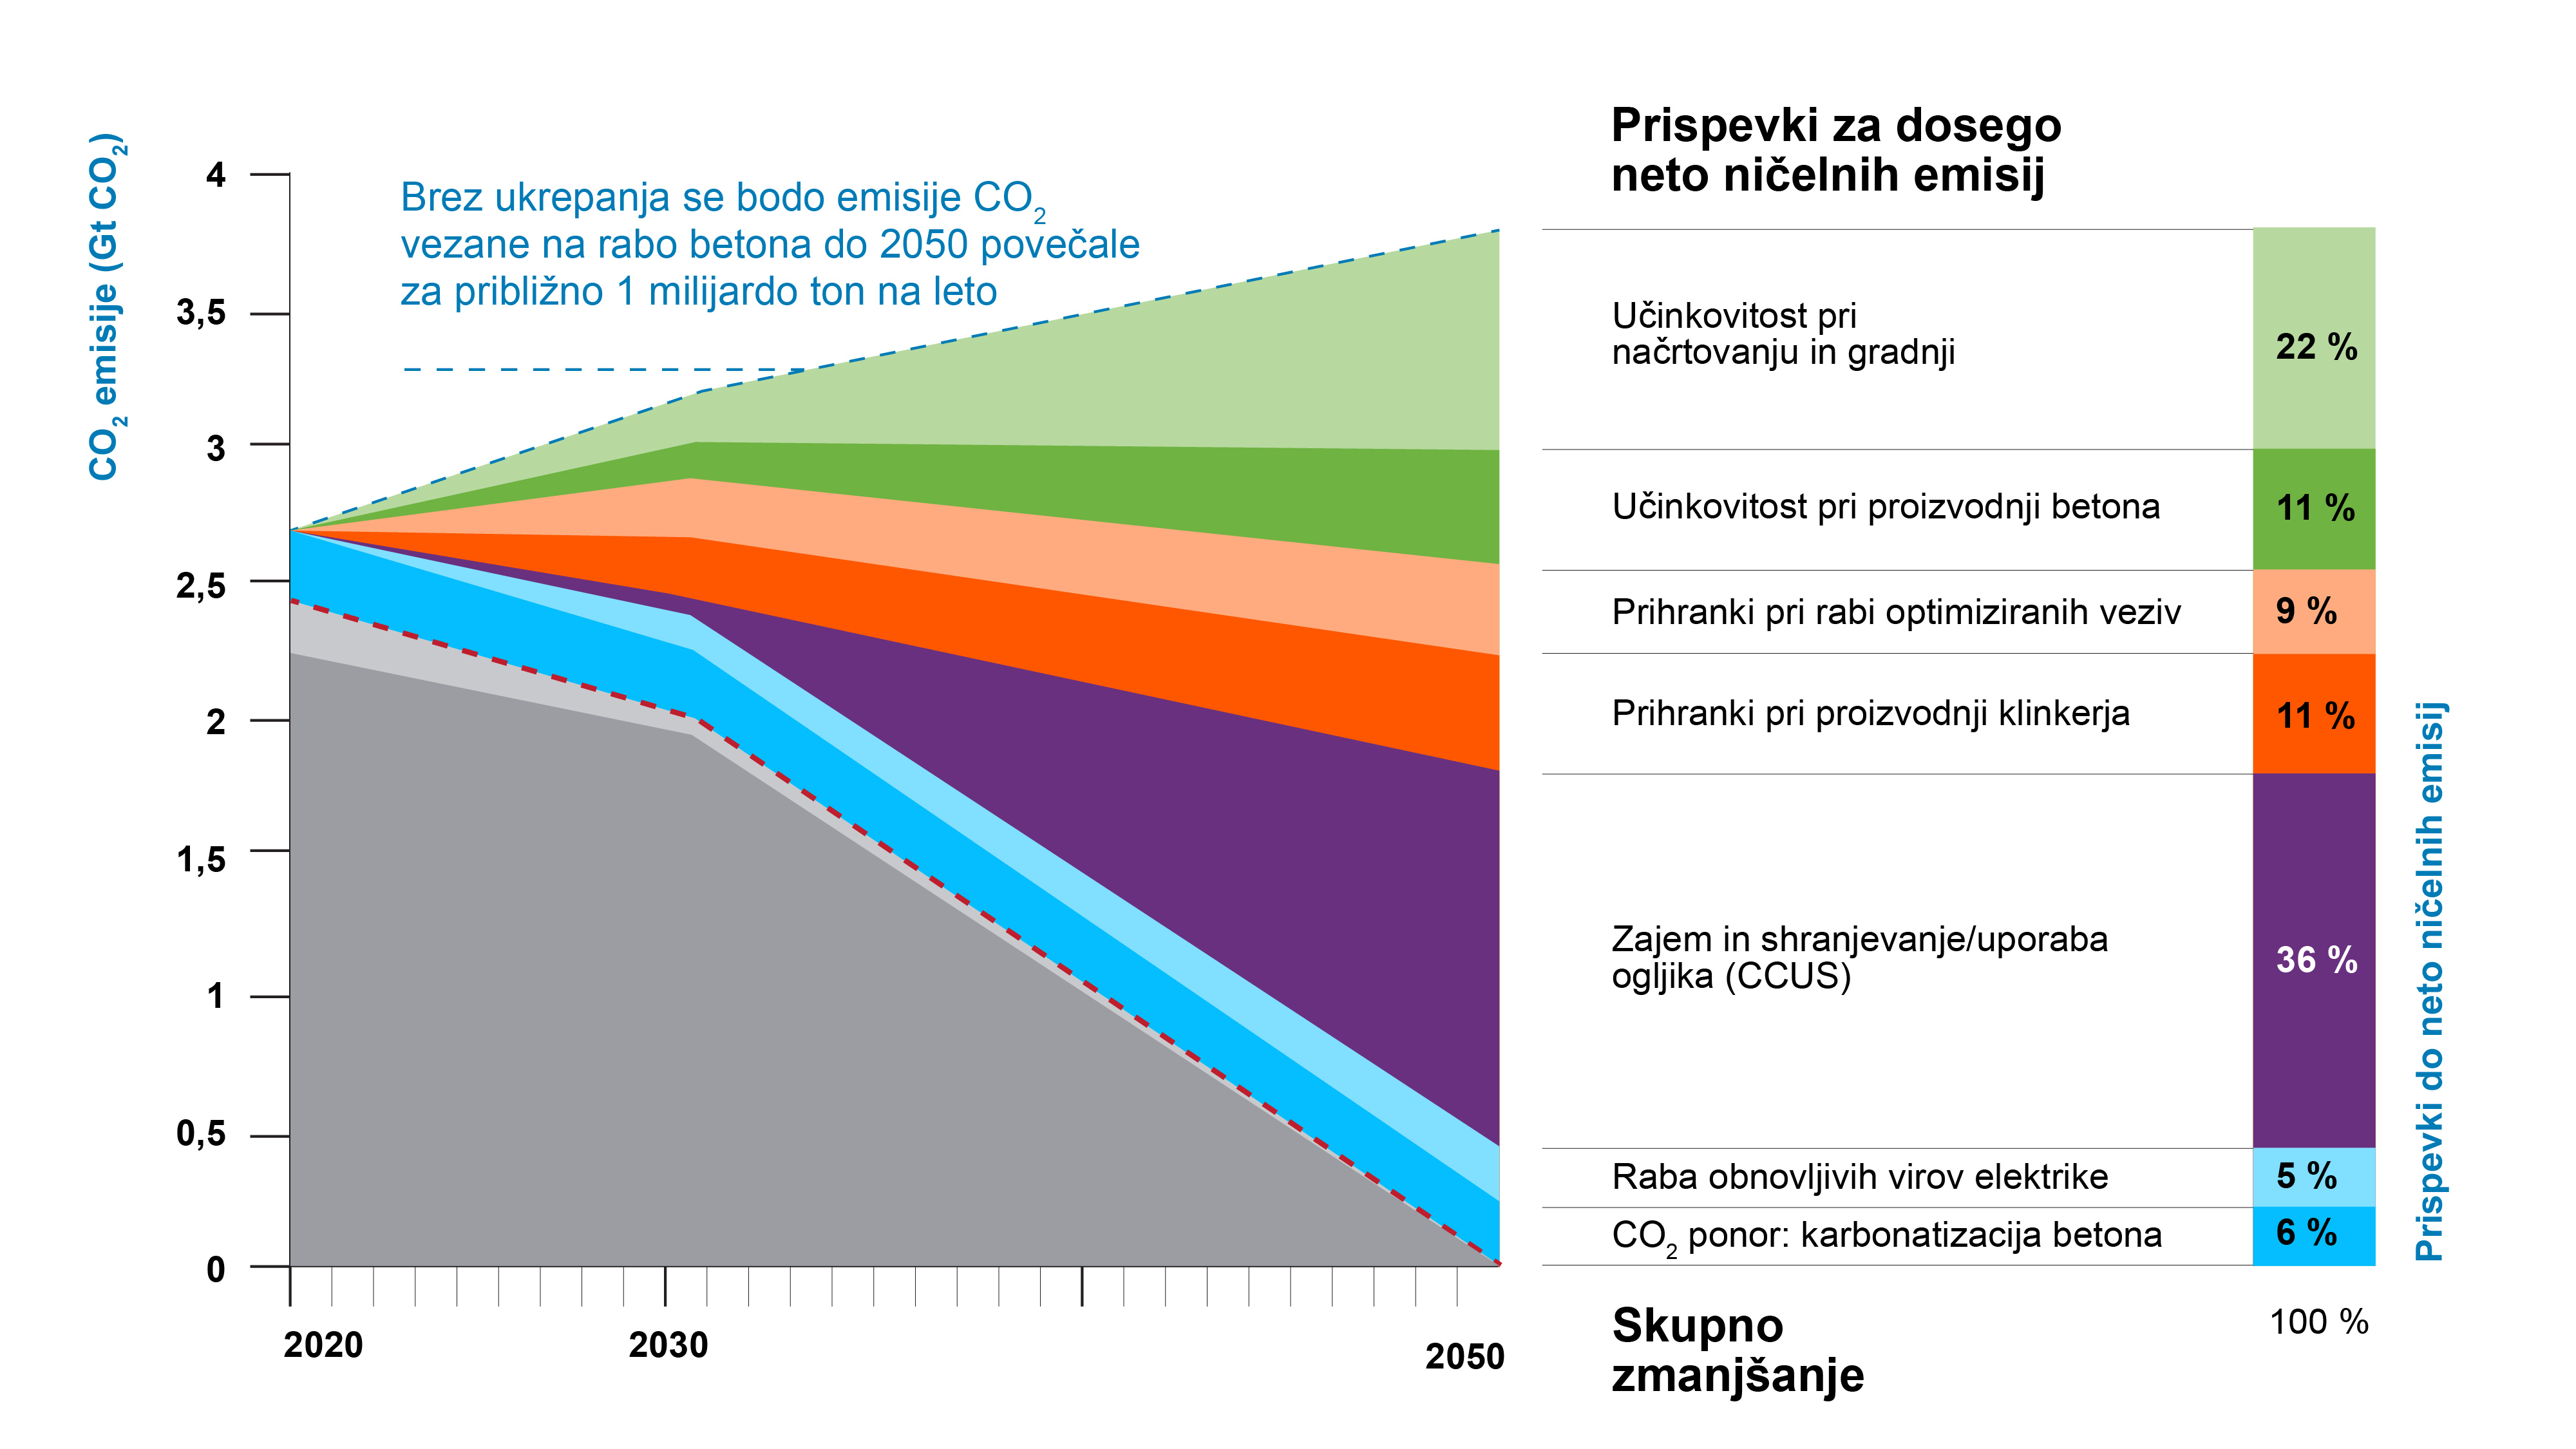 CO2 emisije (Gt CO2)
4
3,5
3
2,5
2
1,5
1
0,5
0
2020
2030
2050
Brez ukrepanja se bodo emisije CO2
vezane na rabo betona do 2050 povečale
za približno 1 milijardo ton na leto
Prispevki za dosego
neto ničelnih emisij
Učinkovitost pri
načrtovanju in gradnji
22 %
Učinkovitost pri proizvodnji betona
11 %
Prihranki pri rabi optimiziranih veziv
9 %
Prihranki pri proizvodnji klinkerja
11 %
Zajem in shranjevanje/uporaba
ogljika (CCUS)
36 %
Raba obnovljivih virov elektrike
5 %
CO2 ponor: karbonatizacija betona
6 %
Skupno
zmanjšanje
100 %
Prispevki do neto ničelnih emisij